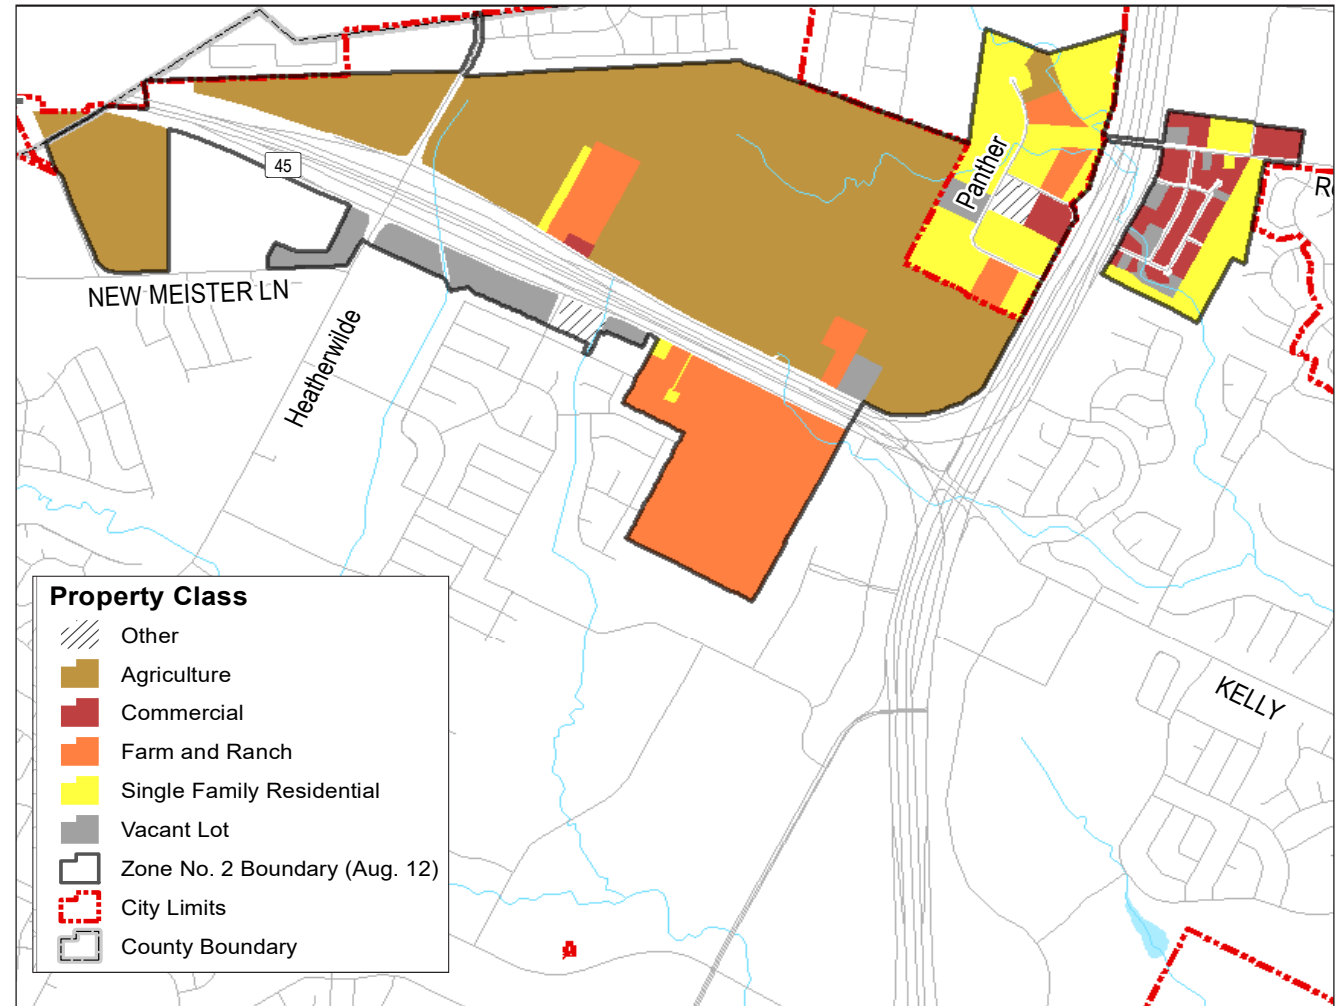 45
Panther
NEW MEISTER LN
Heatherwilde
KELLY
Property Class
Other
Agriculture
Commercial
Farm and Ranch
Single Family Residential
Vacant Lot
Zone No. 2 Boundary (Aug. 12)
City Limits
County Boundary